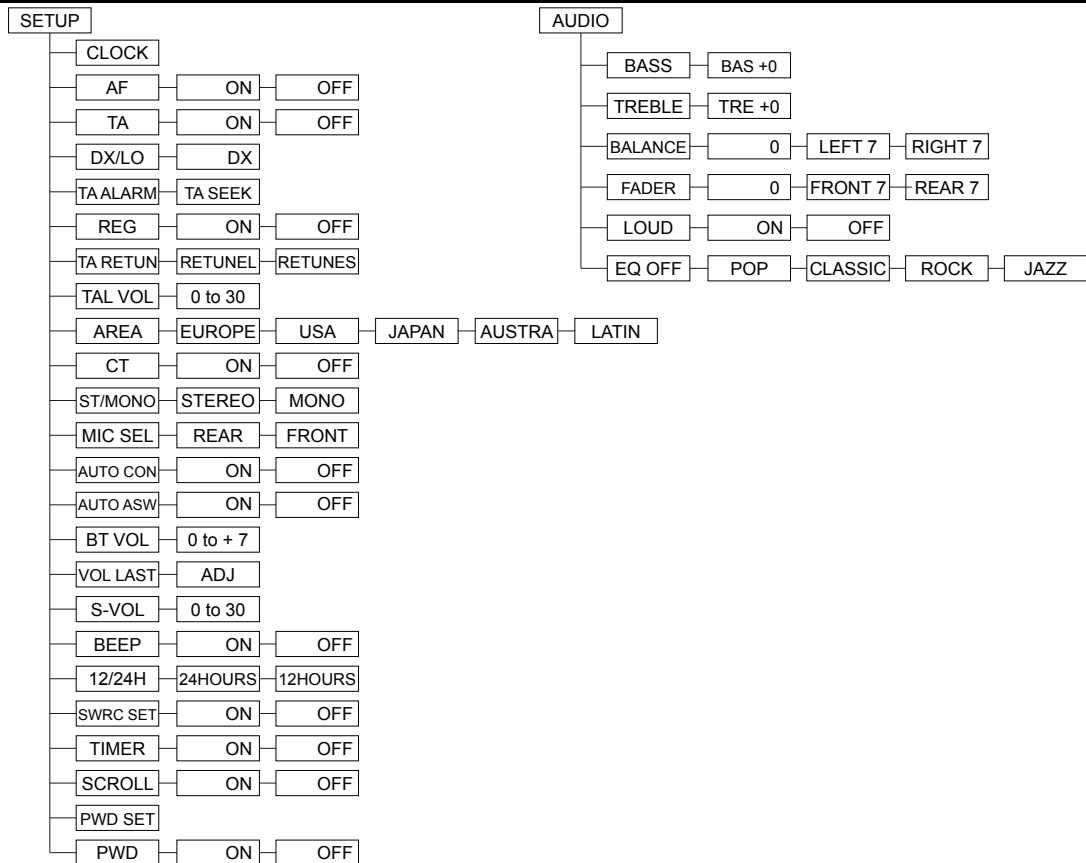 SETUP
CLOCK
AF ON OFF
TA ON OFF
DX/LO DX
TA ALARM TA SEEK
REG ON OFF
TA RETUN RETUNEL RETUNES
TAL VOL 0 to 30
AREA EUROPE USA JAPAN AUSTRA LATIN
CT ON OFF
ST/MONO STEREO MONO
MIC SEL REAR FRONT
AUTO CON ON OFF
AUTO ASW ON OFF
BT VOL 0 to + 7
VOL LAST ADJ
S-VOL 0 to 30
BEEP ON OFF
12/24H 24HOURS 12HOURS
SWRC SET ON OFF
TIMER ON OFF
SCROLL ON OFF
PWD SET
PWD ON OFF
AUDIO
BASS BAS +0
TREBLE TRE +0
BALANCE 0 LEFT 7 RIGHT 7
FADER 0 FRONT 7 REAR 7
LOUD ON OFF
EQ OFF POP CLASSIC ROCK JAZZ